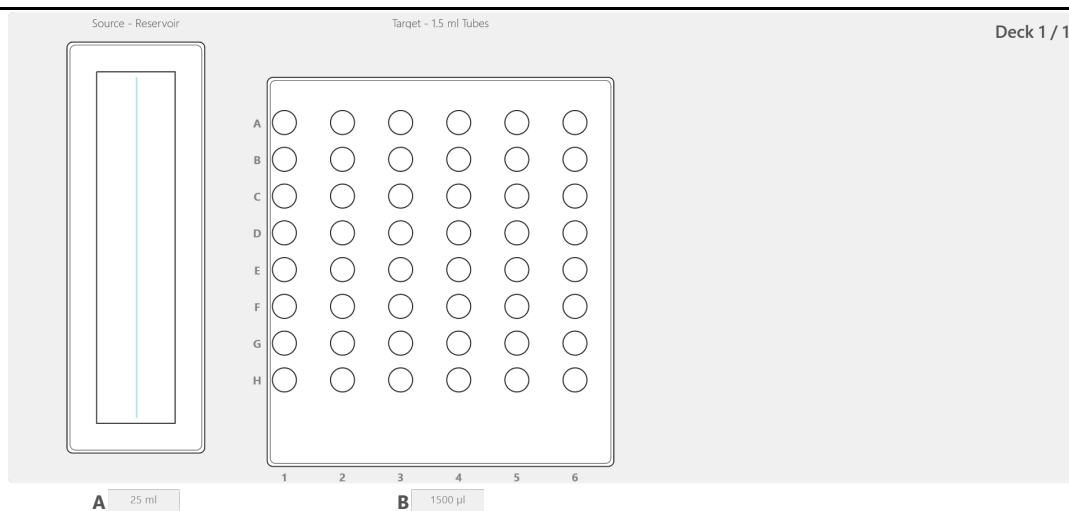 Source - Reservoir
Target - 1.5 ml Tubes
Deck 1 / 1
A
B
C
D
E
F
G
H
1 2 3 4 5 6
A 25 ml
B 1500 µl